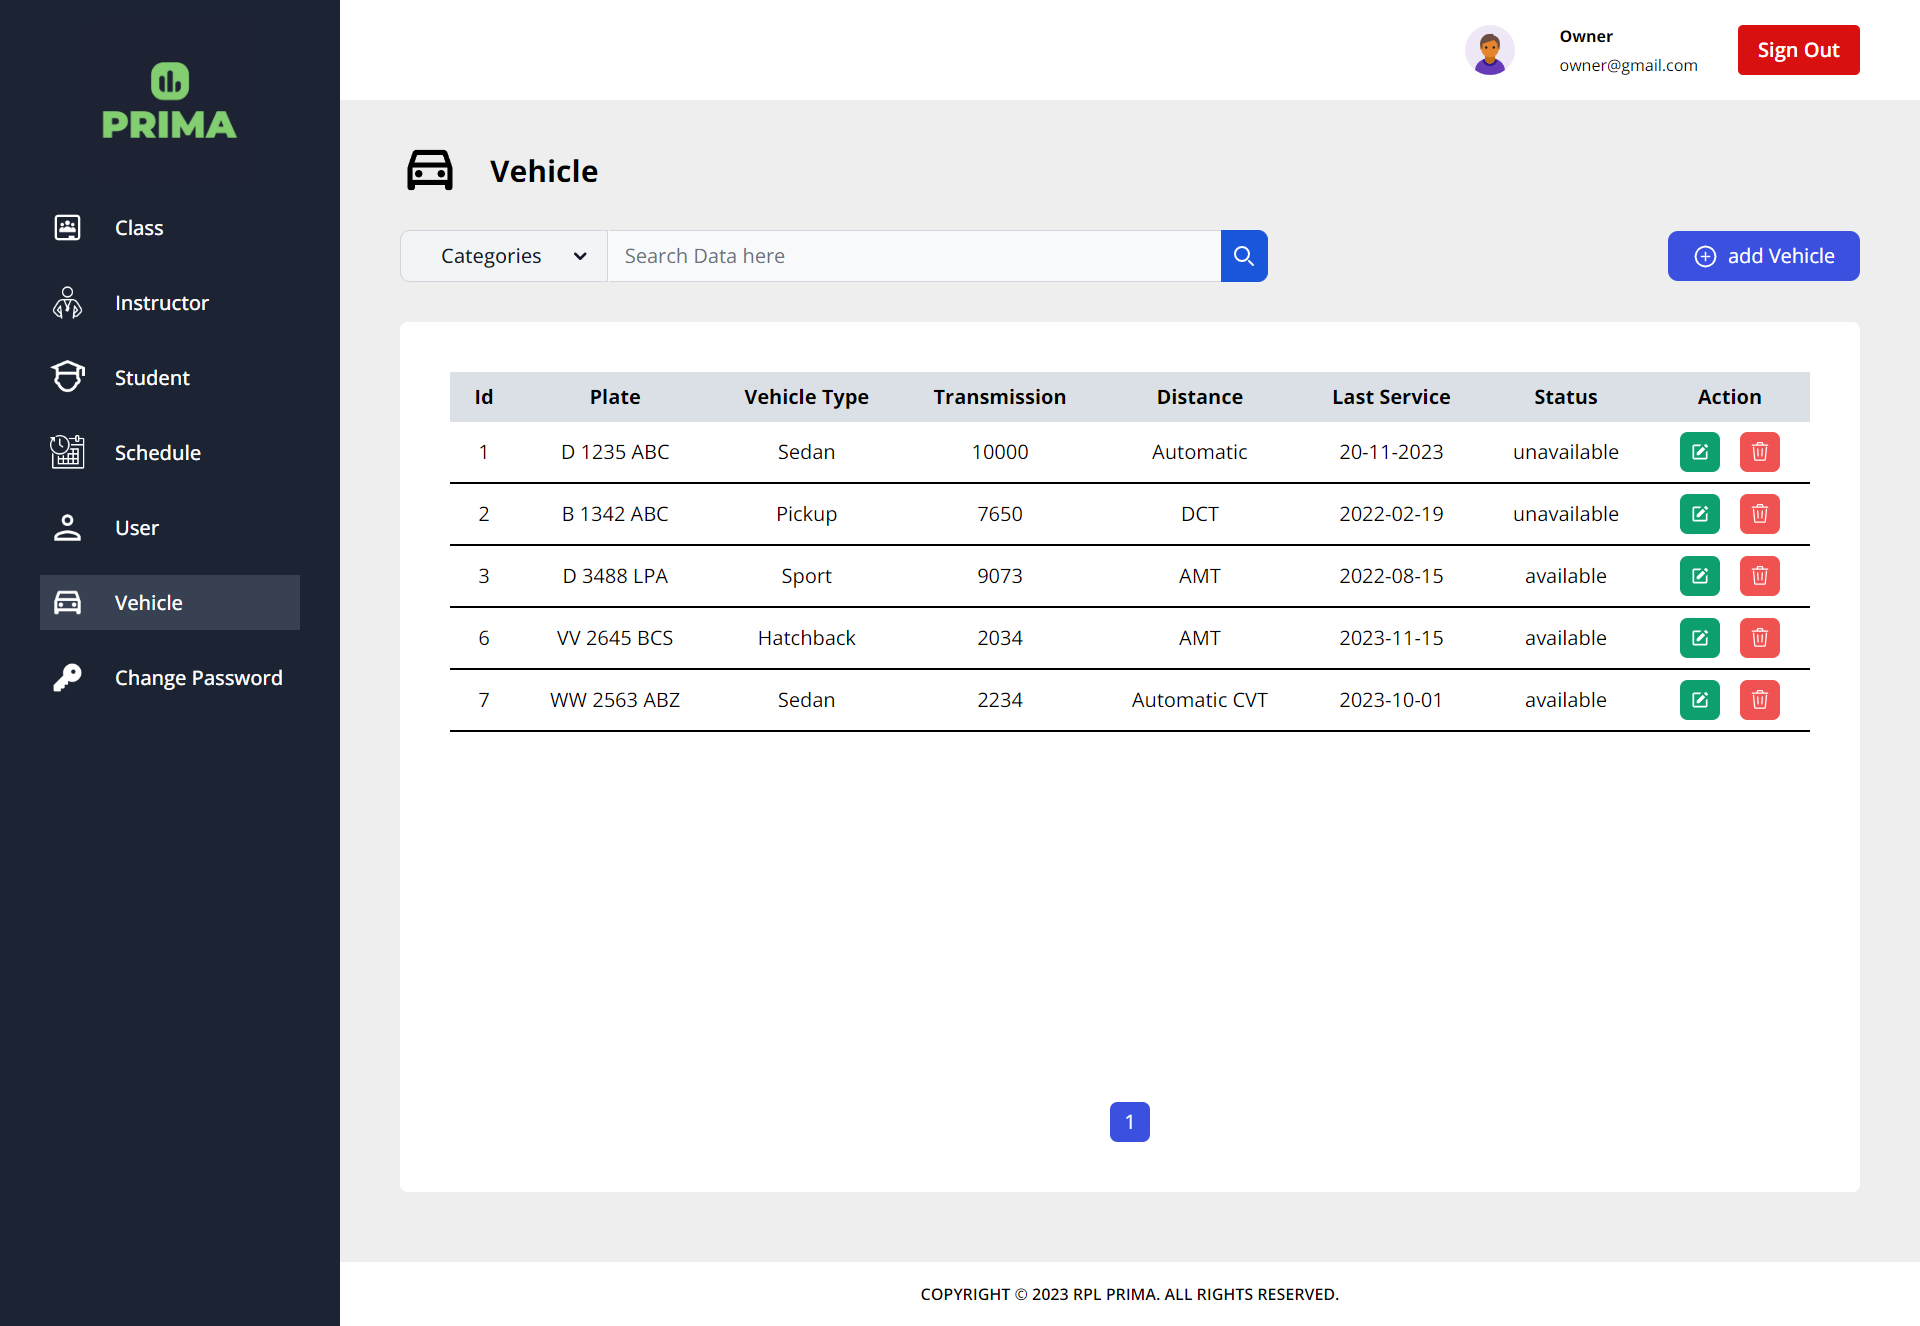 PRIMA
Class
Instructor
Student
Schedule
User
Vehicle
Change Password
Owner
owner@gmail.com
Sign Out
Vehicle
Categories Search Data here add Vehicle
Id Plate Vehicle Type Transmission Distance Last Service Status Action
1 D 1235 ABC Sedan 10000 Automatic 20-11-2023 unavailable
2 B 1342 ABC Pickup 7650 DCT 2022-02-19 unavailable
3 D 3488 LPA Sport 9073 AMT 2022-08-15 available
6 VV 2645 BCS Hatchback 2034 AMT 2023-11-15 available
7 WW 2563 ABZ Sedan 2234 Automatic CVT 2023-10-01 available
1
COPYRIGHT © 2023 RPL PRIMA. ALL RIGHTS RESERVED.